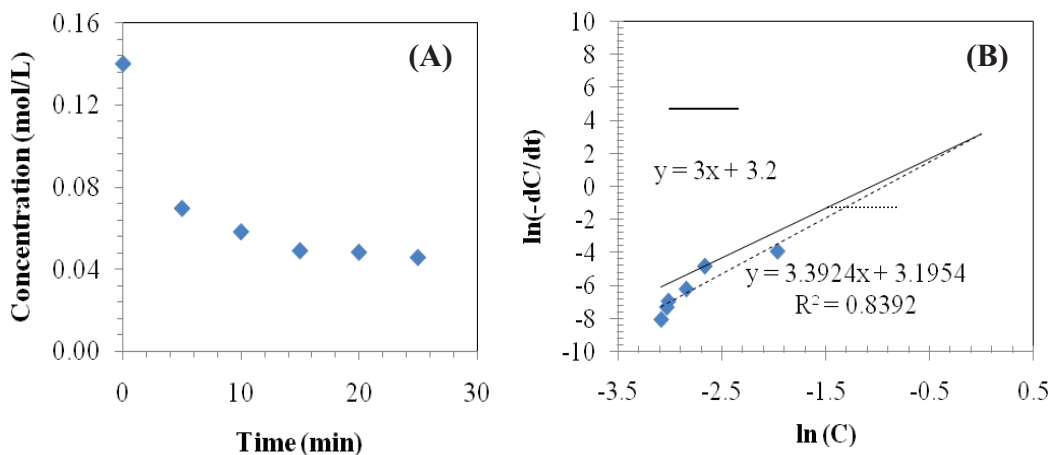 (A)
Concentration (mol/L)
0.16
0.12
0.08
0.04
0.00
0
10
20
30
Time (min)
(B)
ln(-dC/dt)
10
8
6
4
2
0
-2
-4
-6
-8
-10
y = 3x + 3.2
y = 3.3924x + 3.1954
R² = 0.8392
-3.5
-2.5
-1.5
-0.5
0.5
ln (C)